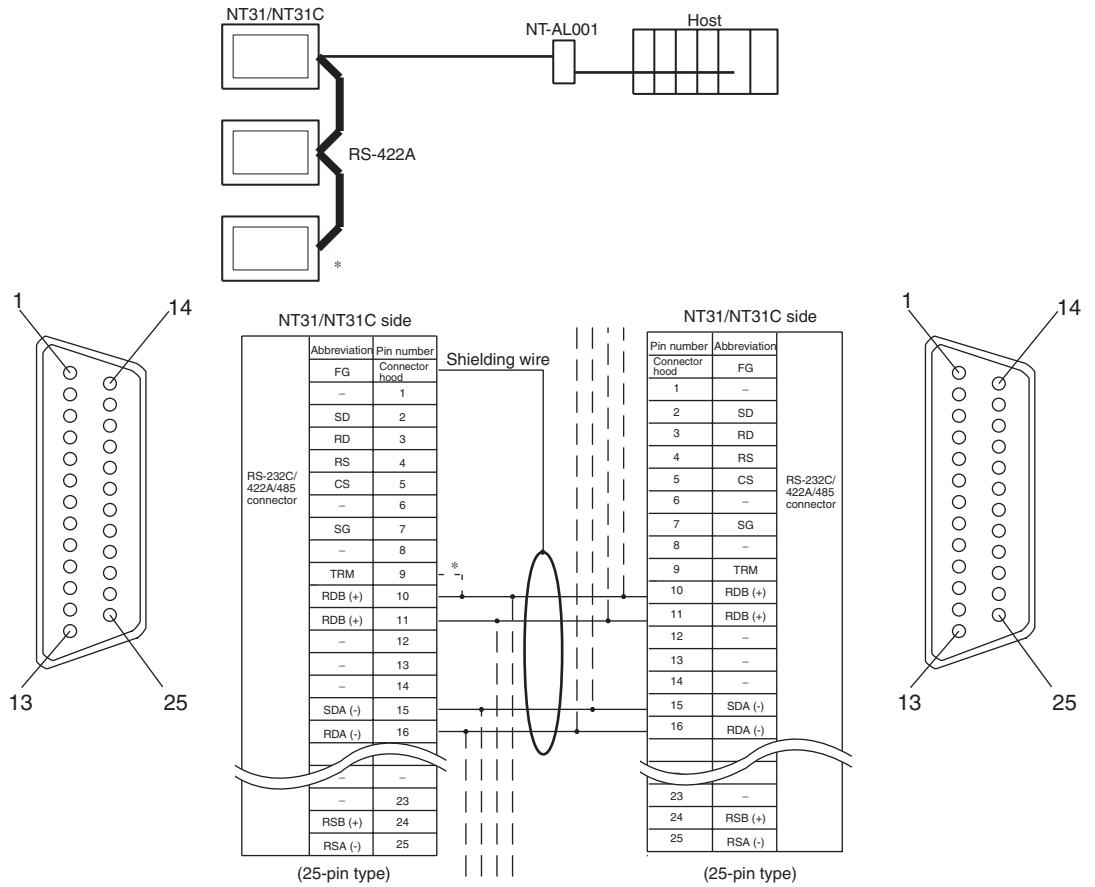 NT31/NT31C
NT-AL001
Host
RS-422A
*
1
14
13
25
NT31/NT31C side
Abbreviation Pin number
FG Connector hood
– 1
SD 2
RD 3
RS 4
CS 5
– 6
SG 7
– 8
TRM 9
RDB (+) 10
RDB (+) 11
– 12
– 13
– 14
SDA (-) 15
RDA (-) 16
– –
– 23
RSB (+) 24
RSA (-) 25
RS-232C/
422A/485
connector
(25-pin type)
Shielding wire
*
NT31/NT31C side
Pin number Abbreviation
Connector hood FG
1 –
2 SD
3 RD
4 RS
5 CS
6 –
7 SG
8 –
9 TRM
10 RDB (+)
11 RDB (+)
12 –
13 –
14 –
15 SDA (-)
16 RDA (-)
23 –
24 RSB (+)
25 RSA (-)
RS-232C/
422A/485
connector
(25-pin type)
1
14
13
25